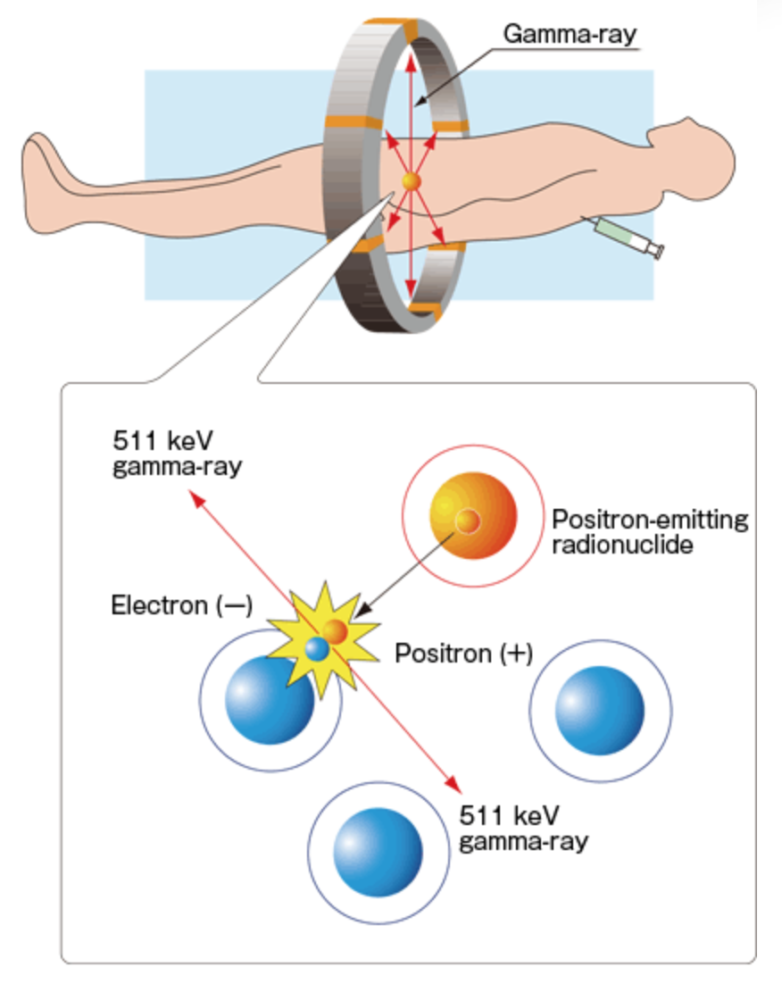 Gamma-ray
511 keV
gamma-ray
Positron-emitting
radionuclide
Electron (—)
Positron (+)
511 keV
gamma-ray